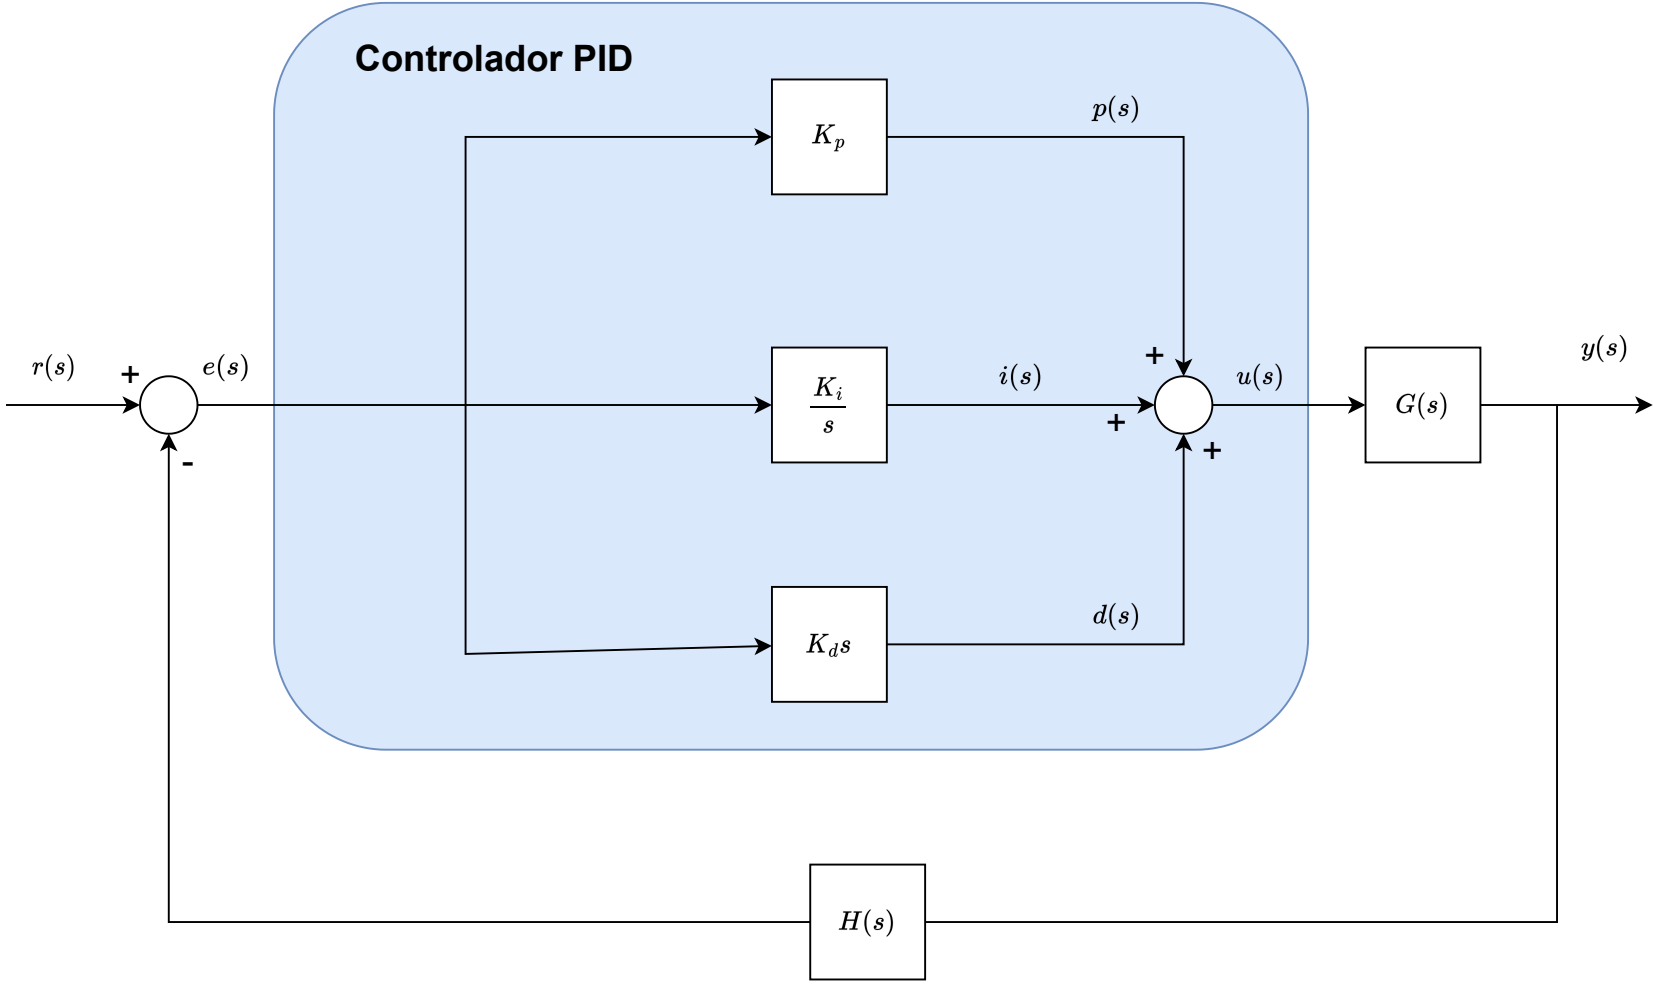 Controlador PID
K_p
p(s)
r(s)
+
e(s)
K_i
s
i(s)
+
+
+
u(s)
G(s)
y(s)
-
K_d s
d(s)
H(s)